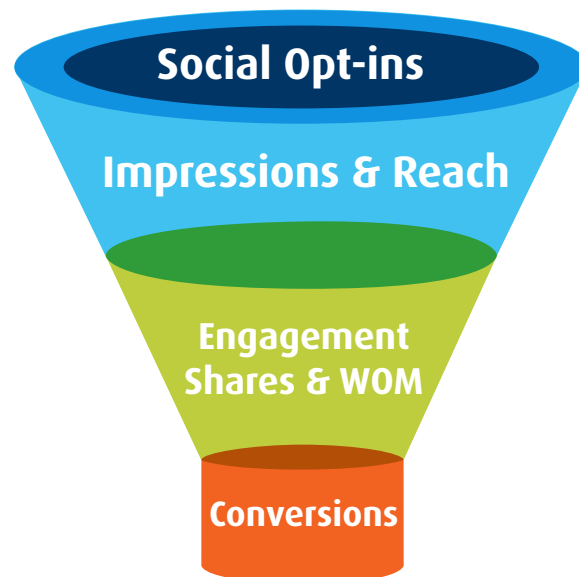 Social Opt-ins
Impressions & Reach
Engagement
Shares & WOM
Conversions